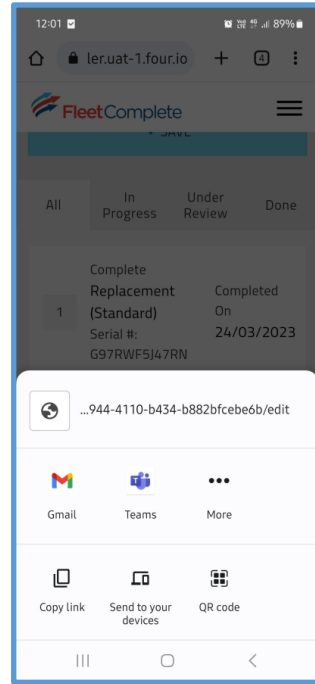 12:01 89%
ler.uat-1.four.io 4
FleetComplete
SAVE
All In Progress Under Review Done
1
Complete
Replacement
(Standard)
Serial #:
G97RWF5J47RN
Completed
On
24/03/2023
...944-4110-b434-b882bfcebe6b/edit
Gmail Teams More
Copy link Send to your devices QR code